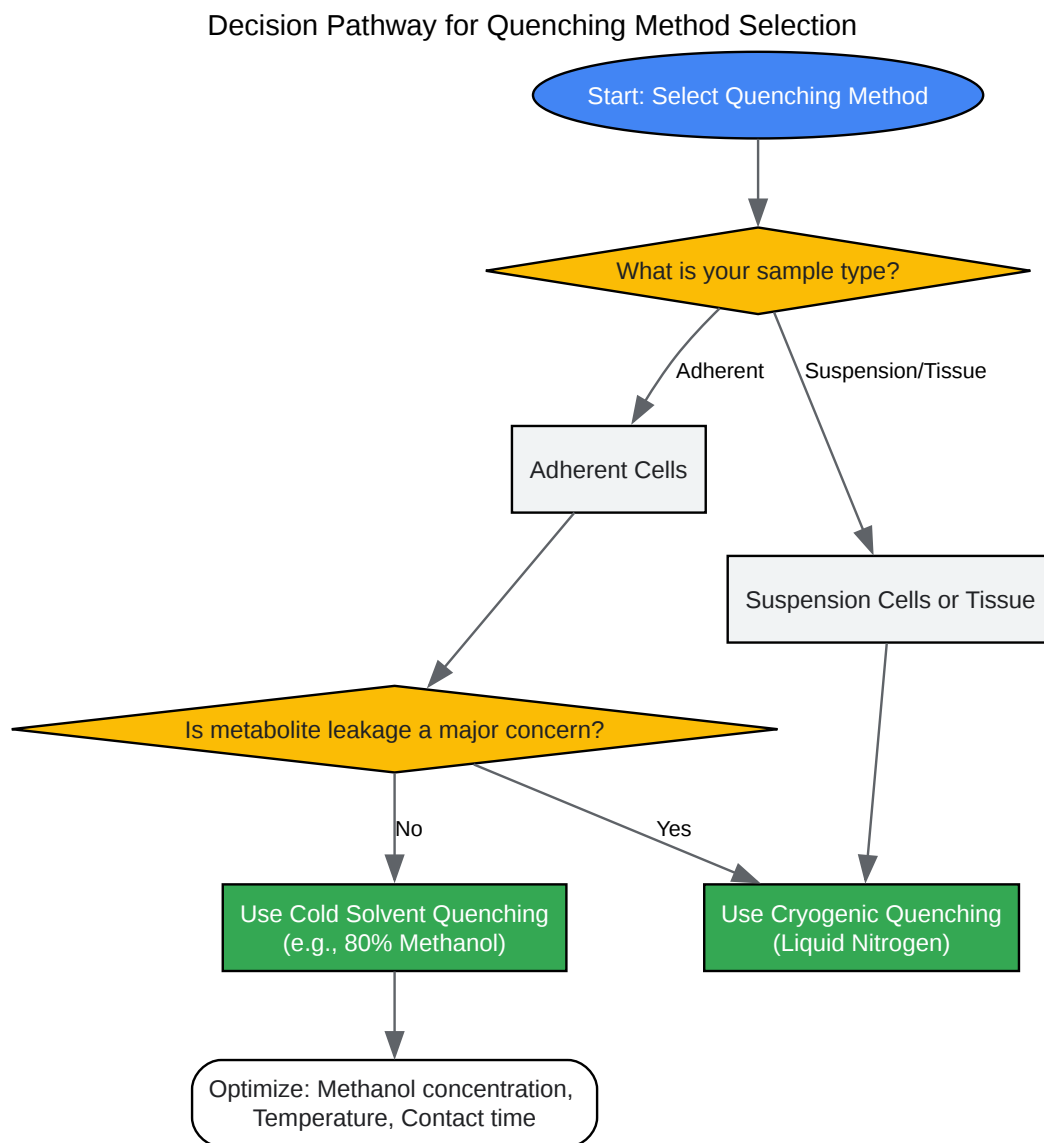 Decision Pathway for Quenching Method Selection
Start: Select Quenching Method
What is your sample type?
Adherent
Suspension/Tissue
Adherent Cells
Suspension Cells or Tissue
Is metabolite leakage a major concern?
No
Yes
Use Cold Solvent Quenching
(e.g., 80% Methanol)
Use Cryogenic Quenching
(Liquid Nitrogen)
Optimize: Methanol concentration,
Temperature, Contact time